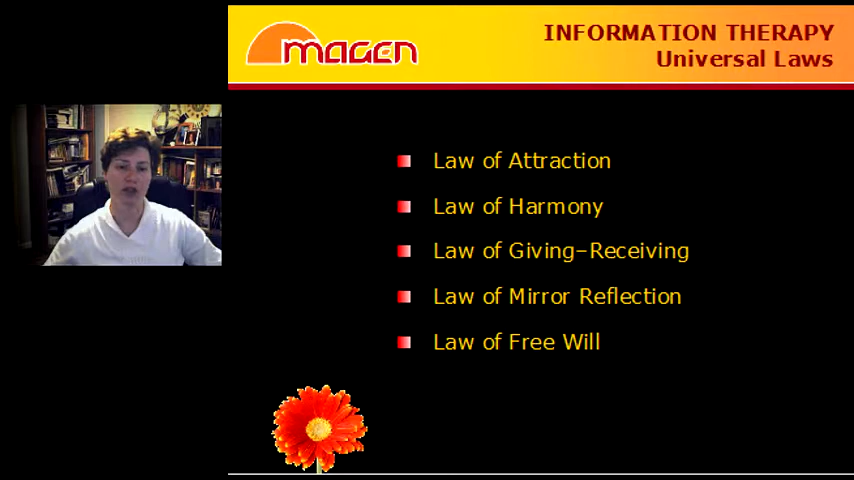 magen
INFORMATION THERAPY
Universal Laws
Law of Attraction
Law of Harmony
Law of Giving–Receiving
Law of Mirror Reflection
Law of Free Will